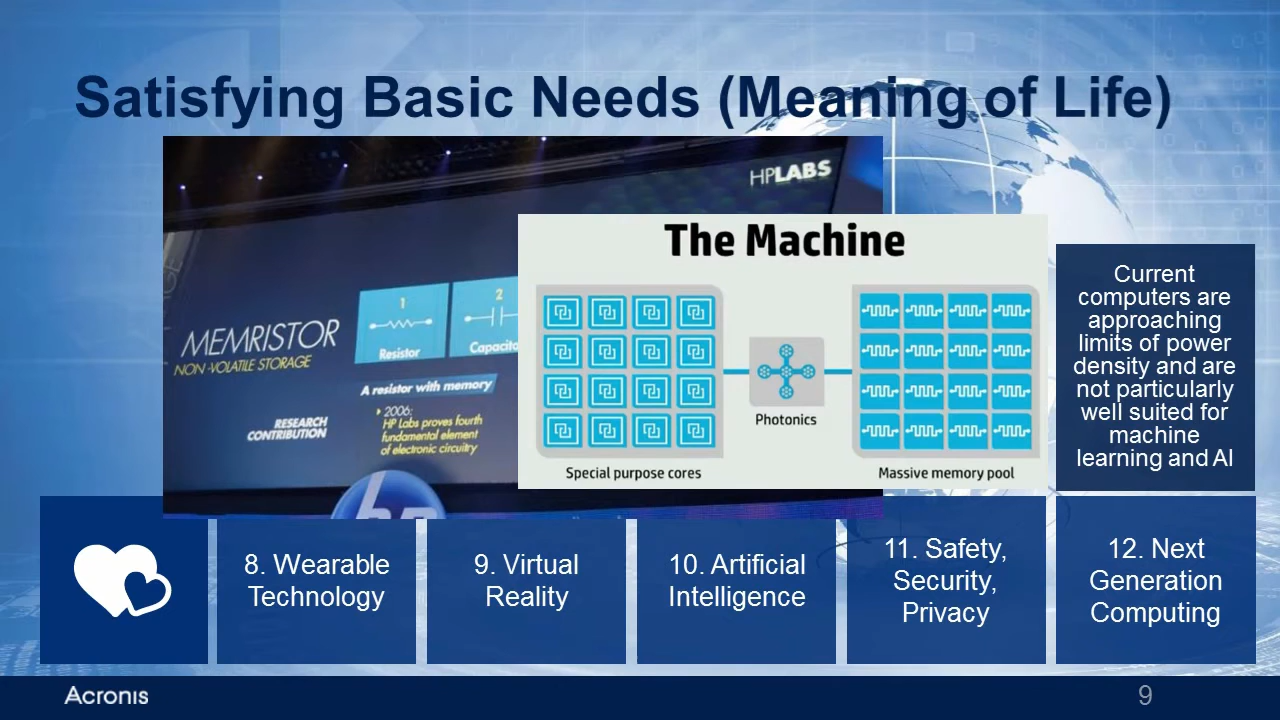 Satisfying Basic Needs (Meaning of Life)
HPLABS
MEMRISTOR
NON-VOLATILE STORAGE
1
Resistor
2
A resistor with memory
RESEARCH
CONTRIBUTION
2006:
HP Labs proves fourth
fundamental element
of electronic circuitry
hp
The Machine
Photonics
Special purpose cores
Massive memory pool
Current
computers are
approaching
limits of power
density and are
not particularly
well suited for
machine
learning and AI
8. Wearable
Technology
9. Virtual
Reality
10. Artificial
Intelligence
11. Safety,
Security,
Privacy
12. Next
Generation
Computing
Acronis
9